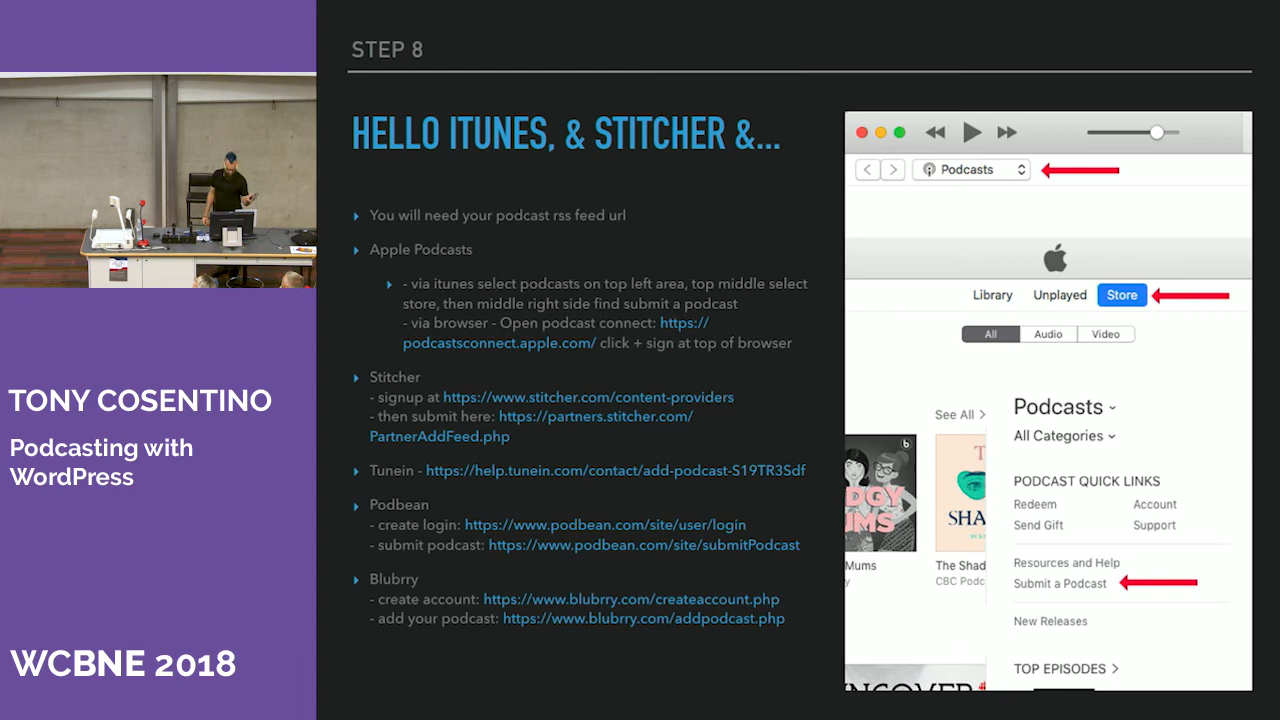 STEP 8
HELLO ITUNES, & STITCHER &...
You will need your podcast rss feed url
Apple Podcasts
- via itunes select podcasts on top left area, top middle select
store, then middle right side find submit a podcast
- via browser - Open podcast connect: https://
podcastsconnect.apple.com/ click + sign at top of browser
Stitcher
- signup at https://www.stitcher.com/content-providers
- then submit here: https://partners.stitcher.com/
PartnerAddFeed.php
Tunein - https://help.tunein.com/contact/add-podcast-S19TR3Sdf
Podbean
- create login: https://www.podbean.com/site/user/login
- submit podcast: https://www.podbean.com/site/submitPodcast
Blubrry
- create account: https://www.blubrry.com/createaccount.php
- add your podcast: https://www.blubrry.com/addpodcast.php
Podcasts
Library Unplayed Store
All Audio Video
See All >
Podcasts
All Categories
PODCAST QUICK LINKS
Redeem Account
Send Gift Support
Resources and Help
Submit a Podcast
New Releases
TOP EPISODES >
b
DGY
MS
T
SHA
Mums
The Shad
CBC Podc
NCOVER
TONY COSENTINO
Podcasting with
WordPress
WCBNE 2018